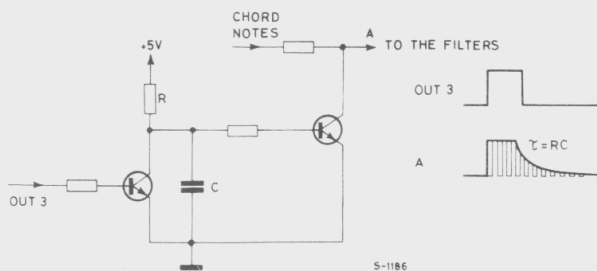 CHORD
NOTES
A
TO THE FILTERS
+5V
R
OUT 3
A
τ=RC
C
OUT 3
S-1186